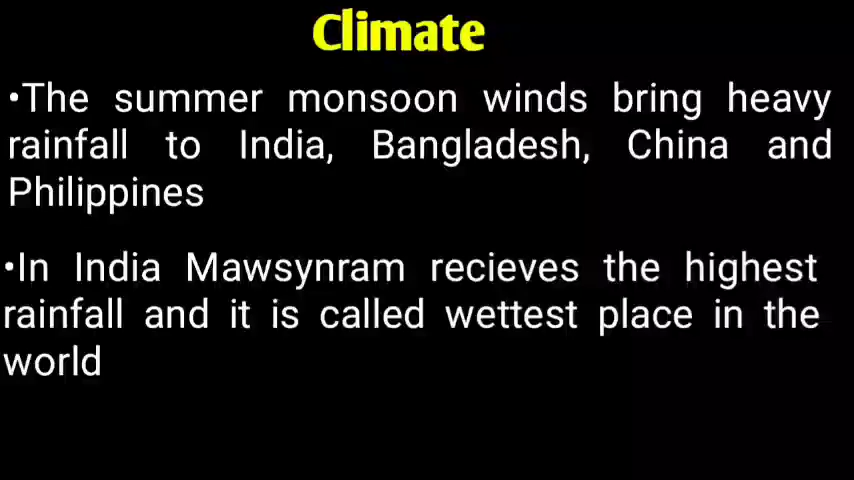 Climate
•The summer monsoon winds bring heavy
rainfall to India, Bangladesh, China and
Philippines
•In India Mawsynram recieves the highest
rainfall and it is called wettest place in the
world